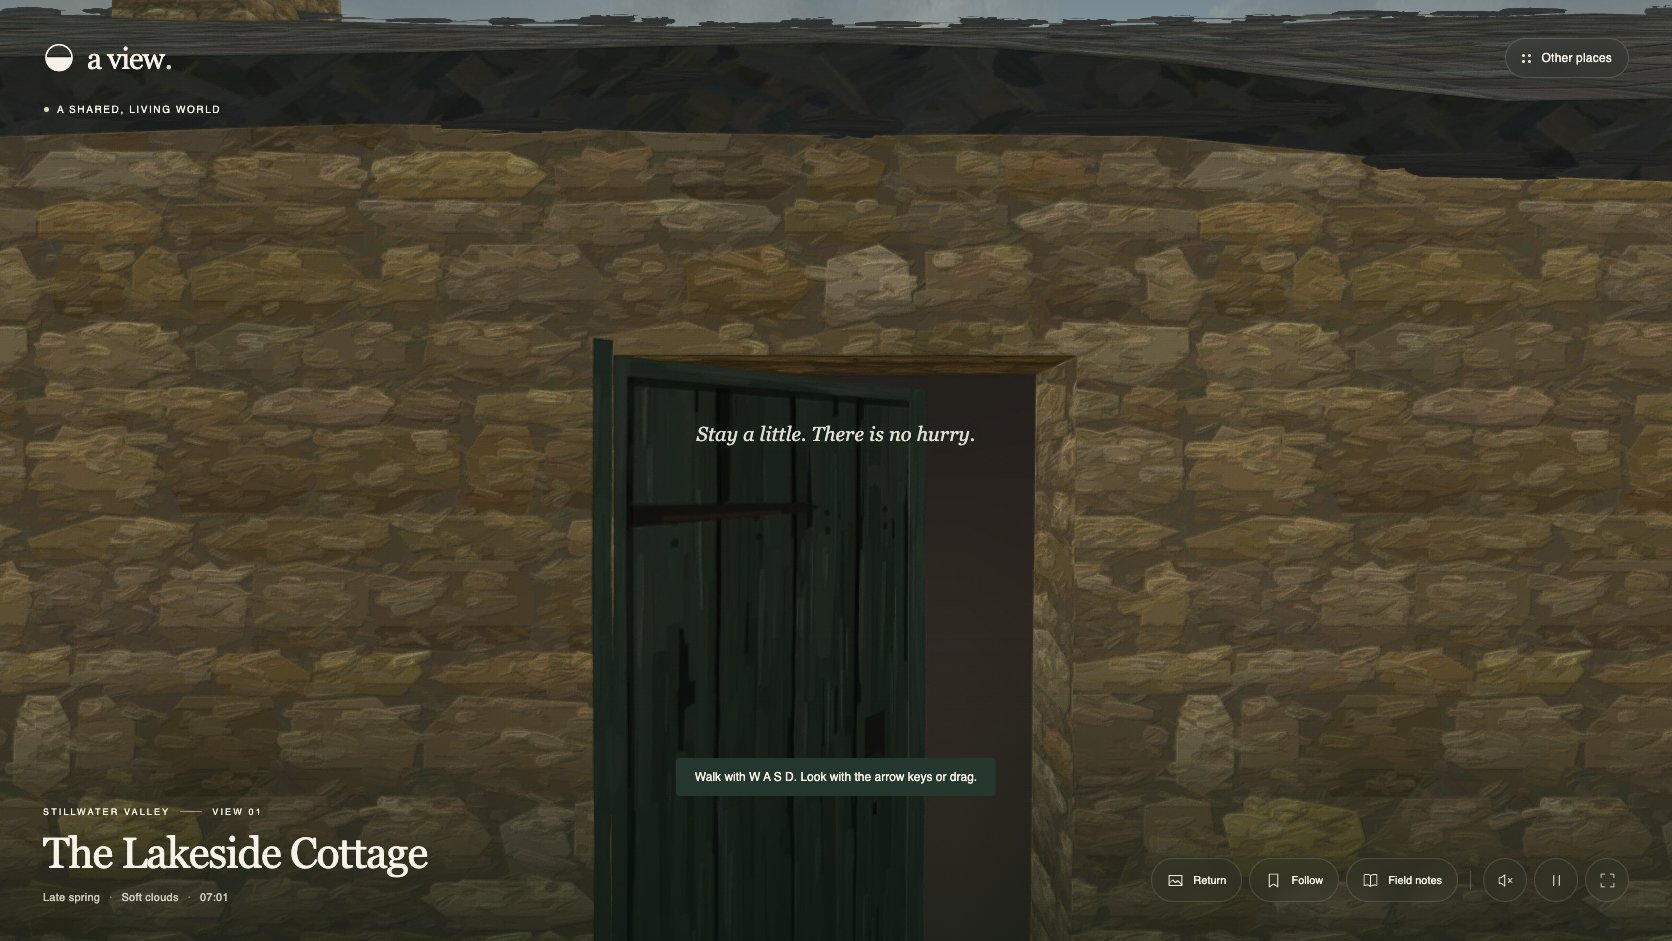 a view.
Other places
A SHARED, LIVING WORLD
Stay a little. There is no hurry.
Walk with W A S D. Look with the arrow keys or drag.
STILLWATER VALLEY — VIEW 01
The Lakeside Cottage
Late spring · Soft clouds · 07:01
Return
Follow
Field notes